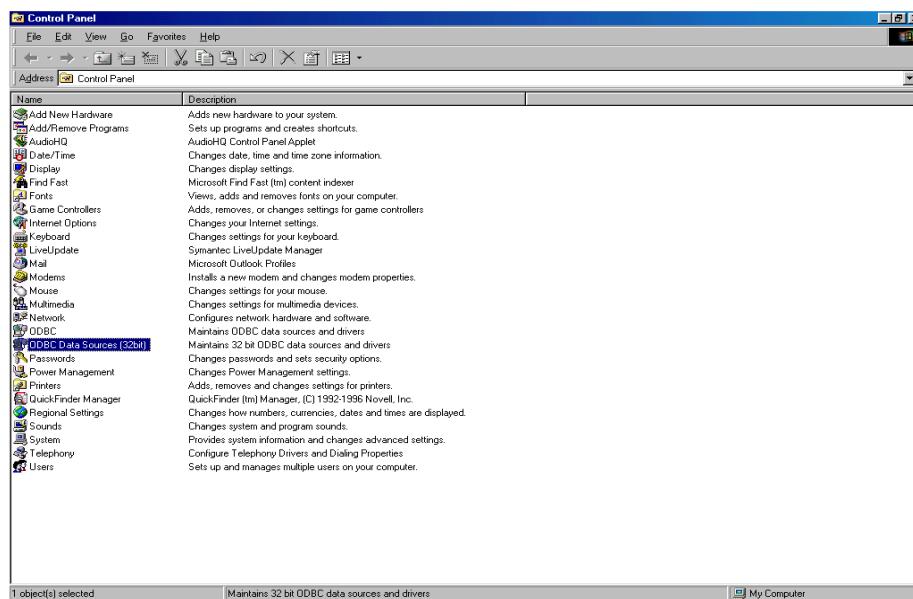 Control Panel
File Edit View Go Favorites Help
Address Control Panel
Name Description
Add New Hardware Adds new hardware to your system.
Add/Remove Programs Sets up programs and creates shortcuts.
AudioHQ AudioHQ Control Panel Applet
Date/Time Changes date, time and time zone information.
Display Changes display settings.
Find Fast Microsoft Find Fast (tm) content indexer
Fonts Views, adds and removes fonts on your computer.
Game Controllers Adds, removes, or changes settings for game controllers
Internet Options Changes your Internet settings.
Keyboard Changes settings for your keyboard.
LiveUpdate Symantec LiveUpdate Manager
Mail Microsoft Outlook Profiles
Modems Installs a new modem and changes modem properties.
Mouse Changes settings for your mouse.
Multimedia Changes settings for multimedia devices.
Network Configures network hardware and software.
ODBC Maintains ODBC data sources and drivers
ODBC Data Sources (32bit) Maintains 32 bit ODBC data sources and drivers
Passwords Changes passwords and sets security options.
Power Management Changes Power Management settings.
Printers Adds, removes and changes settings for printers.
QuickFinder Manager QuickFinder (tm) Manager, (C) 1992-1996 Novell, Inc.
Regional Settings Changes how numbers, currencies, dates and times are displayed.
Sounds Changes system and program sounds.
System Provides system information and changes advanced settings.
Telephony Configure Telephony Drivers and Dialing Properties
Users Sets up and manages multiple users on your computer.
1 object(s) selected Maintains 32 bit ODBC data sources and drivers My Computer